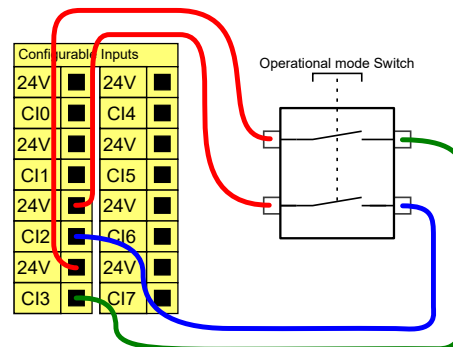 Configurable Inputs
Operational mode Switch
24V 24V
CI0 CI4
24V 24V
CI1 CI5
24V 24V
CI2 CI6
24V 24V
CI3 CI7